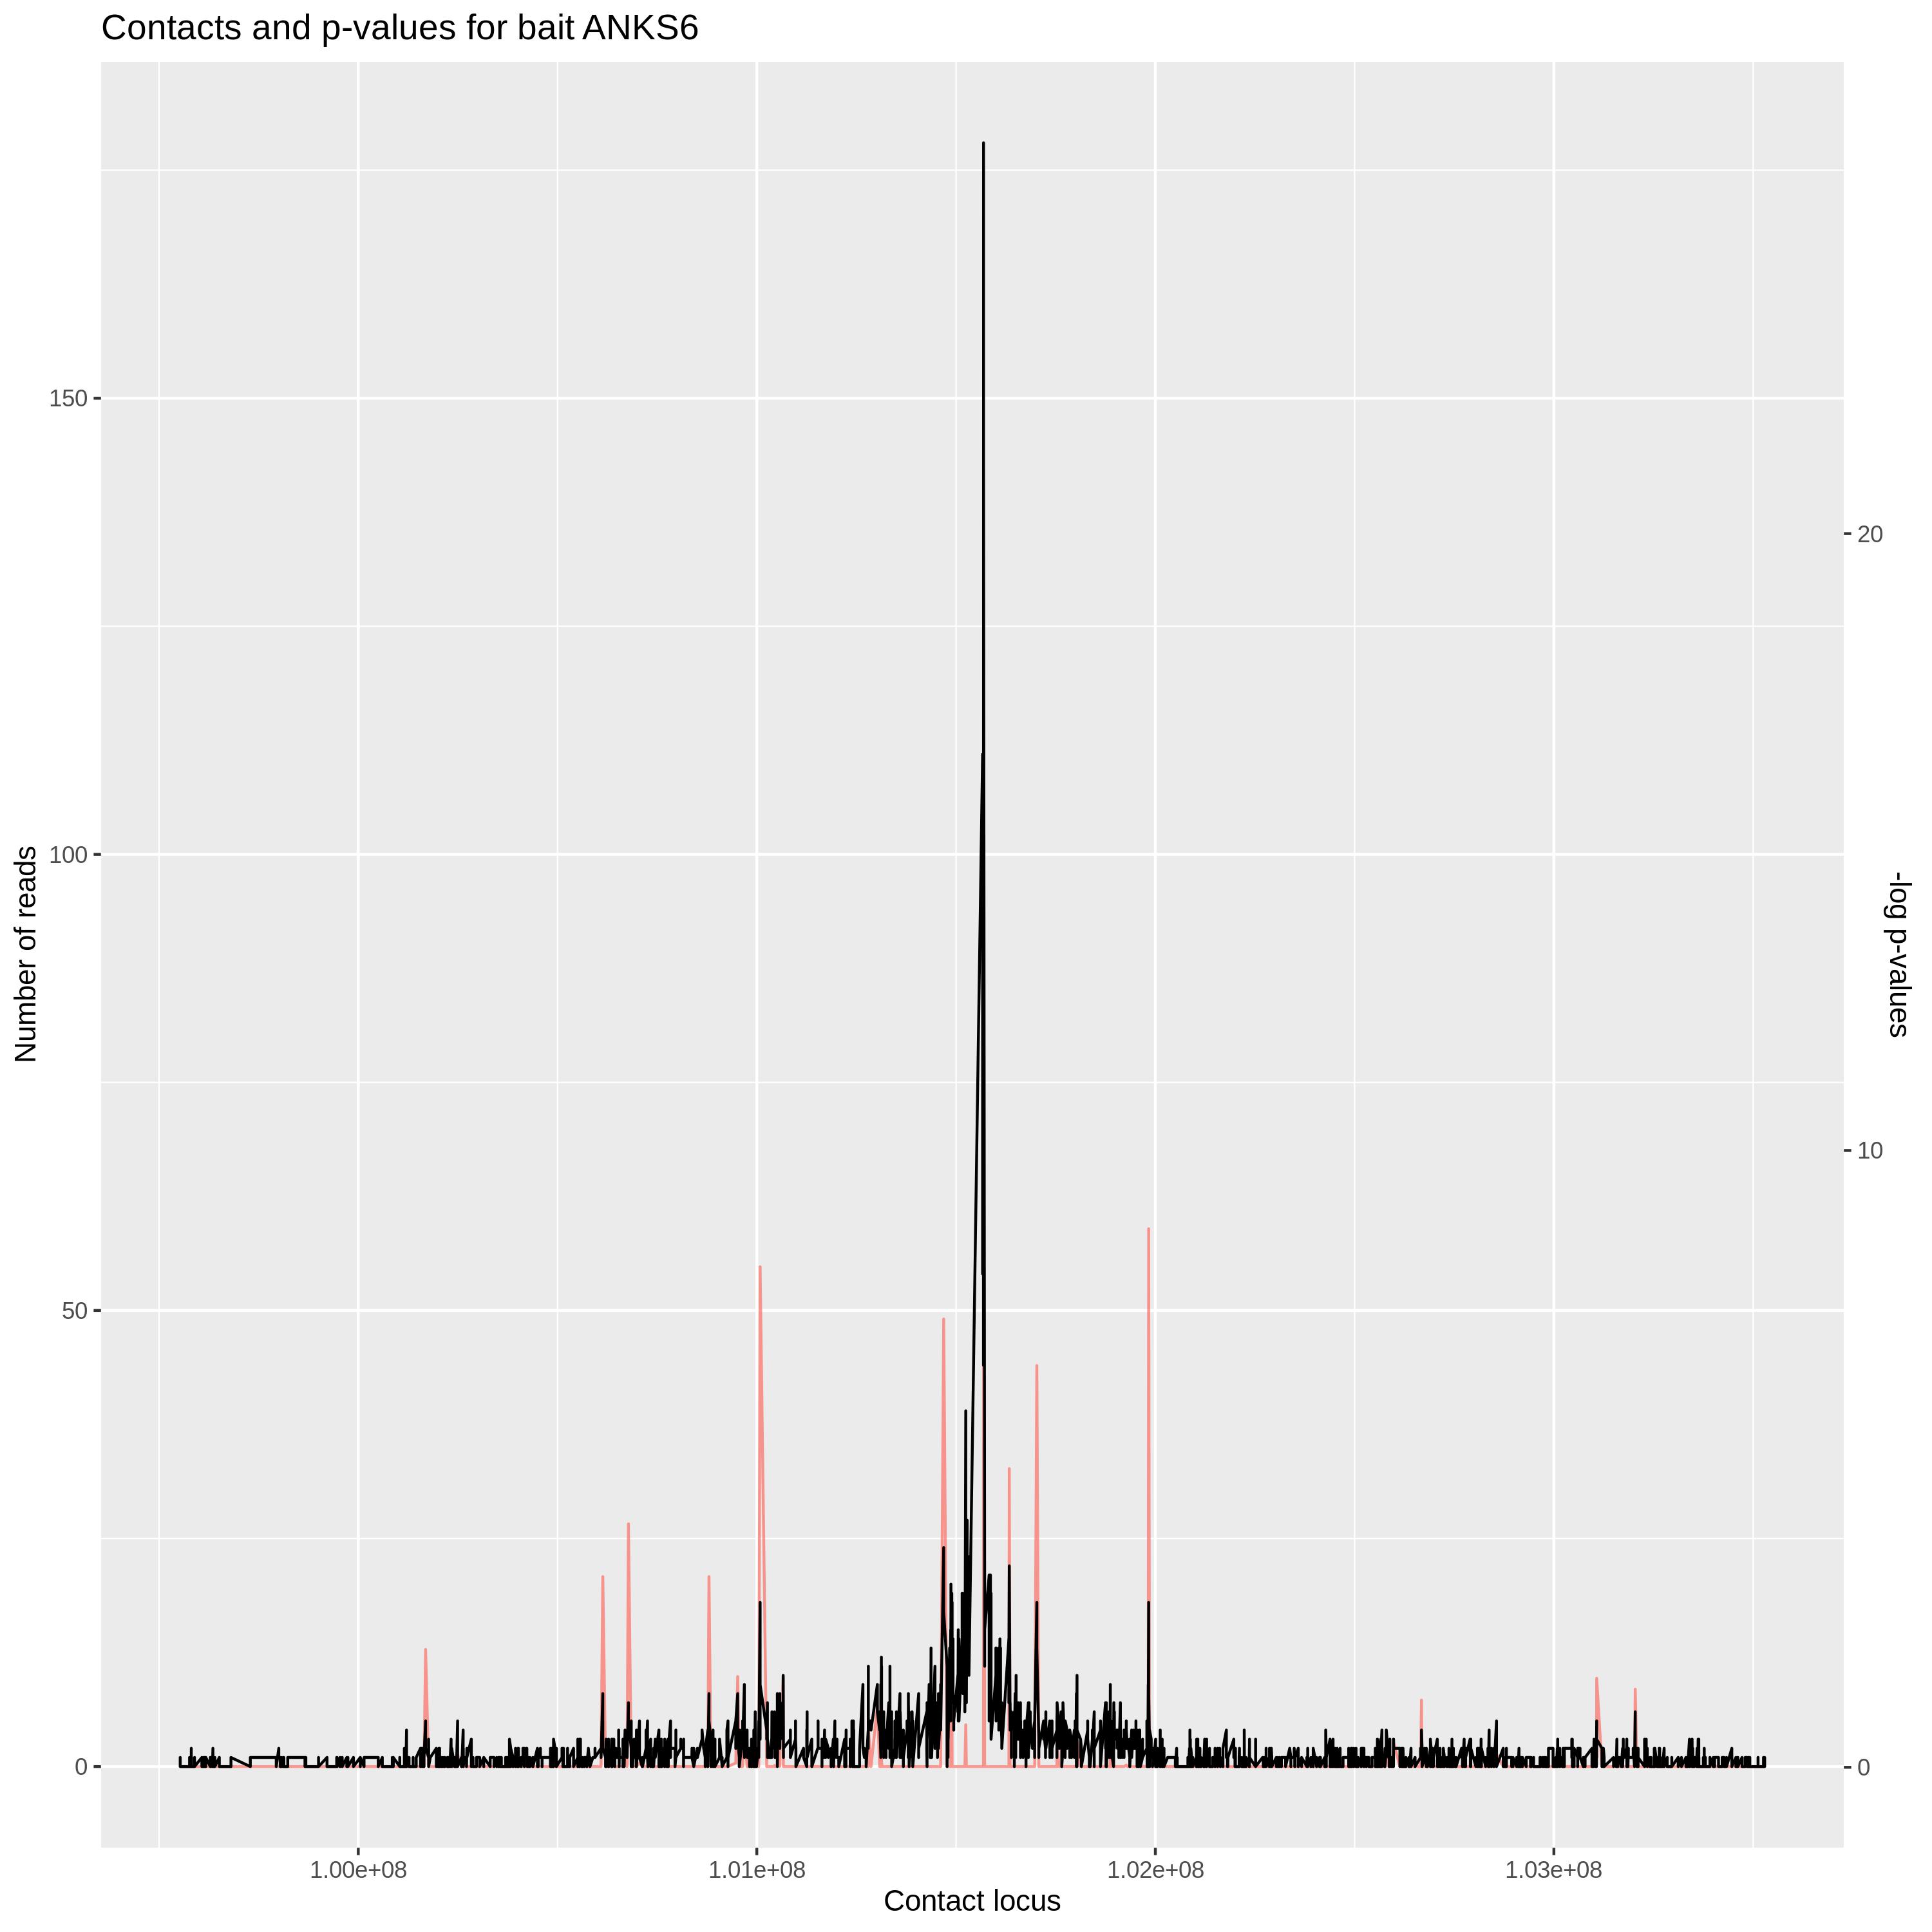 Contacts and p-values for bait ANKS6
150
100
50
0
Number of reads
20
10
0
-log p-values
1.00e+08
1.01e+08
1.02e+08
1.03e+08
Contact locus